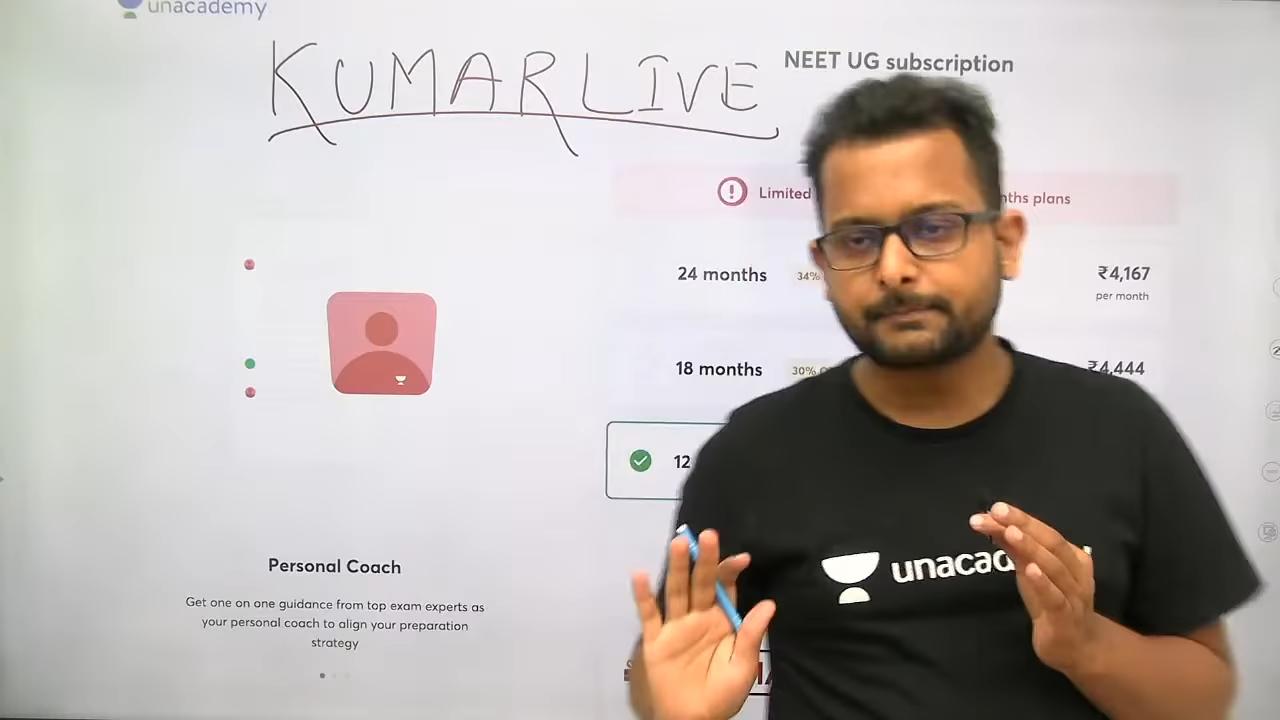 unacademy
KUMARLIVE
NEET UG subscription
Limited
ths plans
24 months
34%
₹4,167
per month
18 months
30%
₹4,444
12
Personal Coach
Get one on one guidance from top exam experts as
your personal coach to align your preparation
strategy
unacad